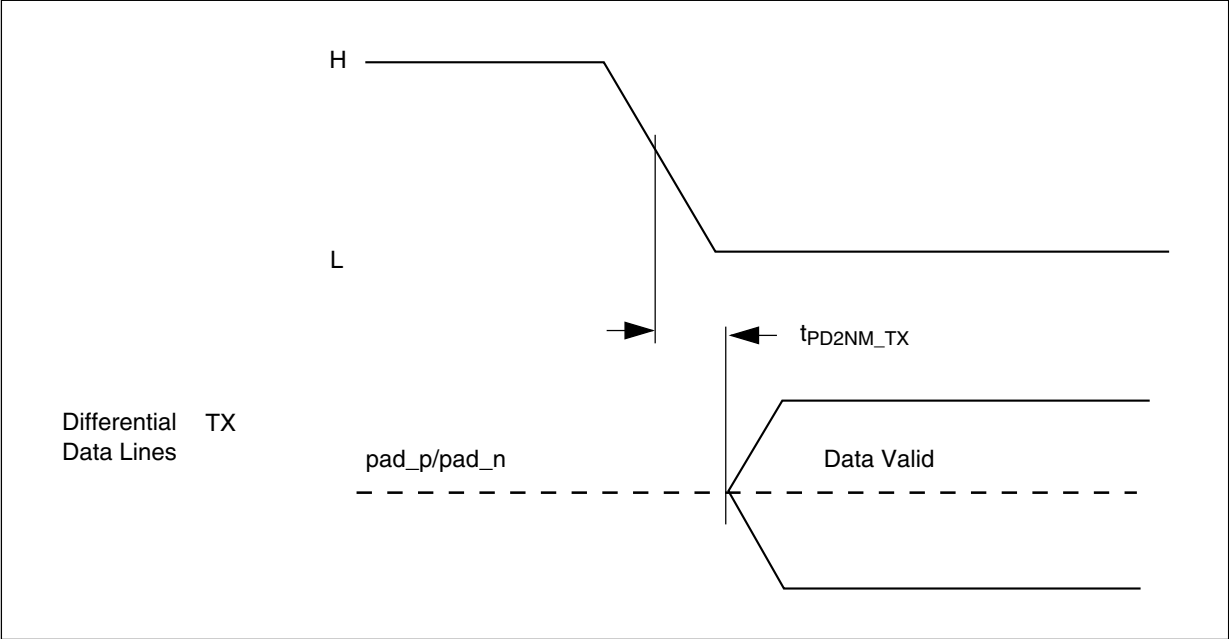 H
L
tPD2NM_TX
Differential TX
Data Lines
pad_p/pad_n
Data Valid